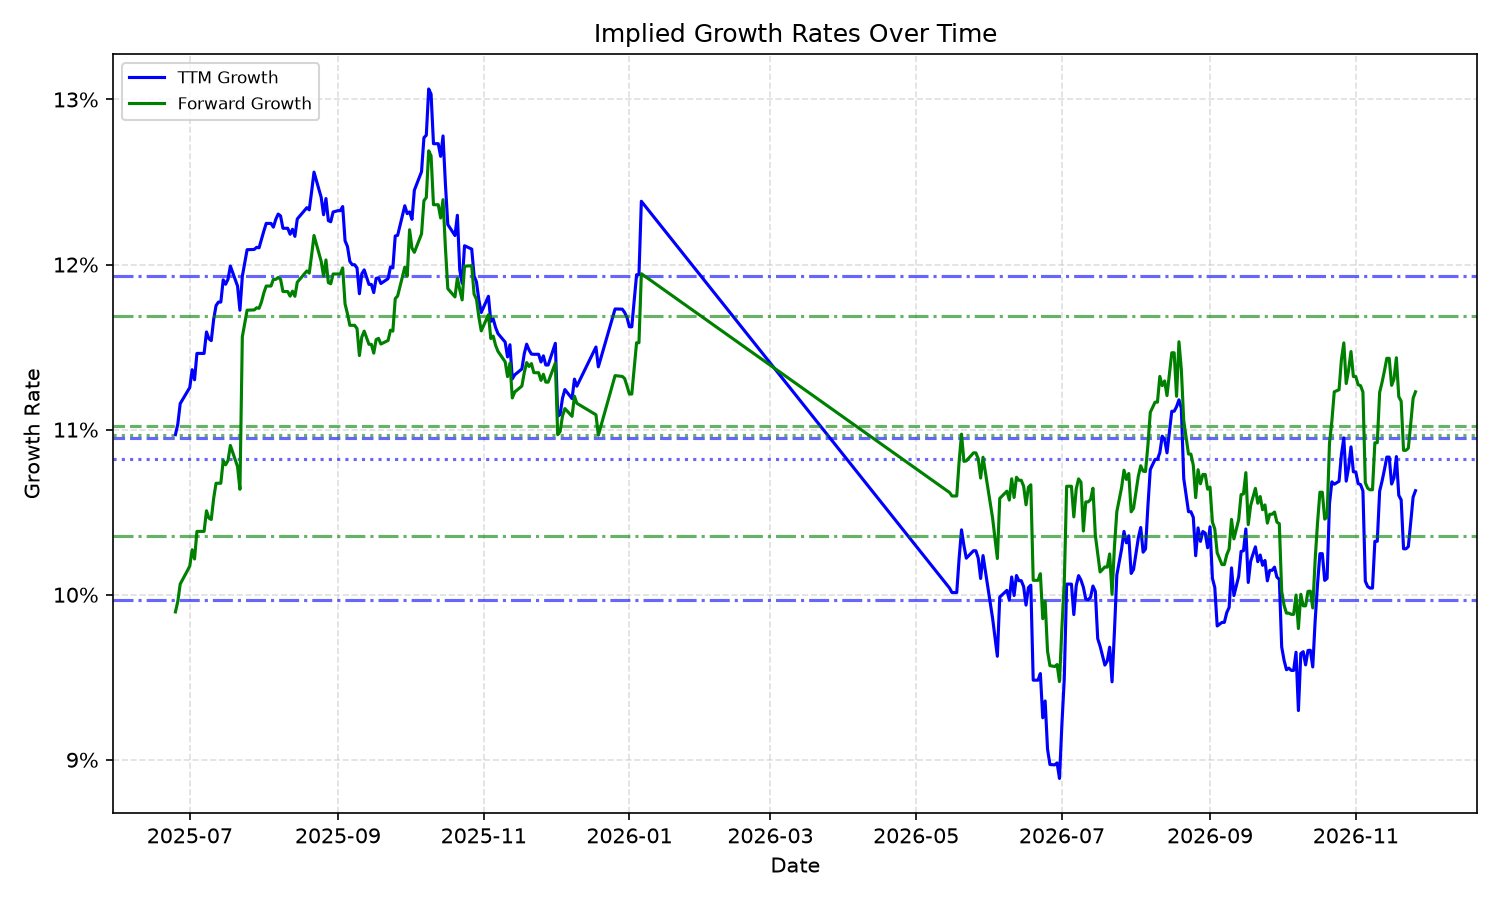 Implied Growth Rates Over Time
TTM Growth
Forward Growth
13%
12%
11%
10%
9%
Growth Rate
2025-07
2025-09
2025-11
2026-01
2026-03
2026-05
2026-07
2026-09
2026-11
Date